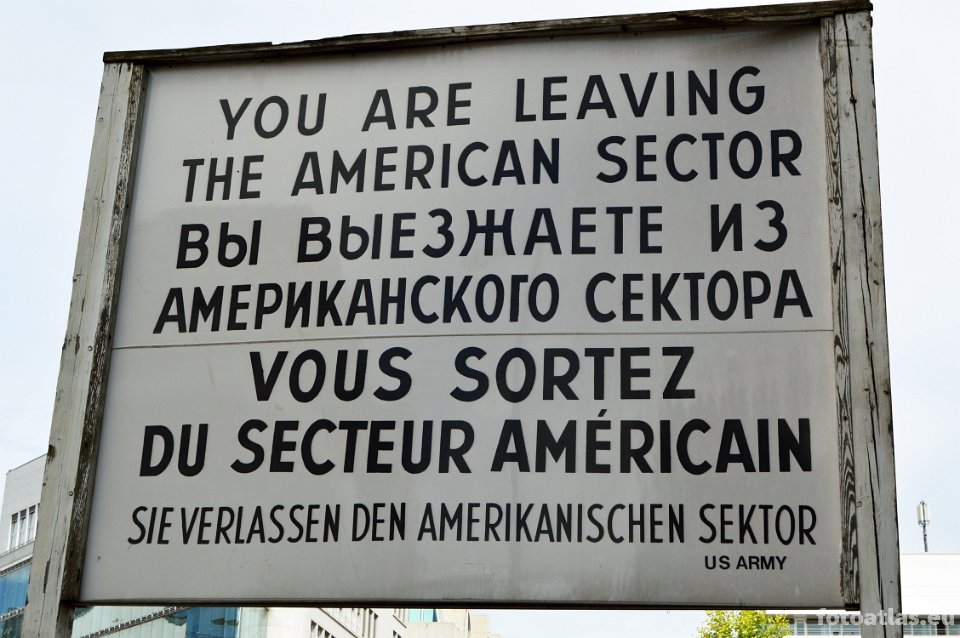 YOU ARE LEAVING
THE AMERICAN SECTOR
ВЫ ВЫЕЗЖАЕТЕ ИЗ
АМЕРИКАНСКОГО СЕКТОРА
VOUS SORTEZ
DU SECTEUR AMÉRICAIN
SIE VERLASSEN DEN AMERIKANISCHEN SEKTOR
US ARMY
fotoatlas.eu